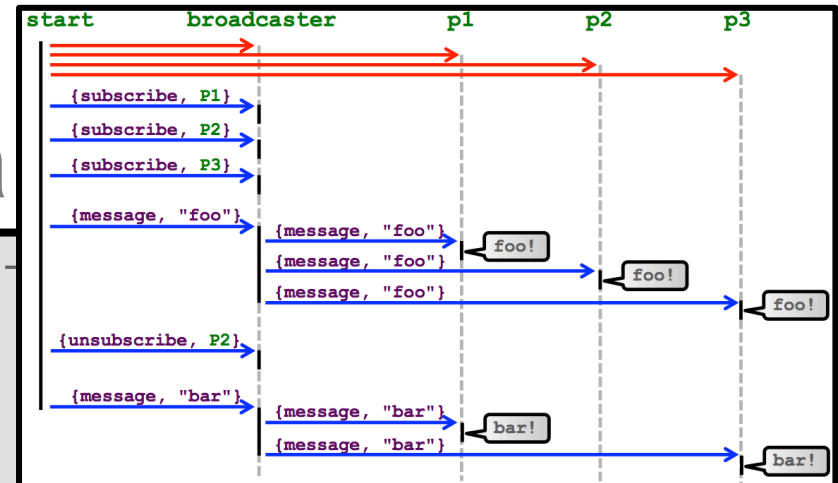 start broadcaster p1 p2 p3
{subscribe, P1}
{subscribe, P2}
{subscribe, P3}
{message, "foo"}
{message, "foo"} foo!
{message, "foo"} foo!
{message, "foo"} foo!
{unsubscribe, P2}
{message, "bar"}
{message, "bar"} bar!
{message, "bar"} bar!